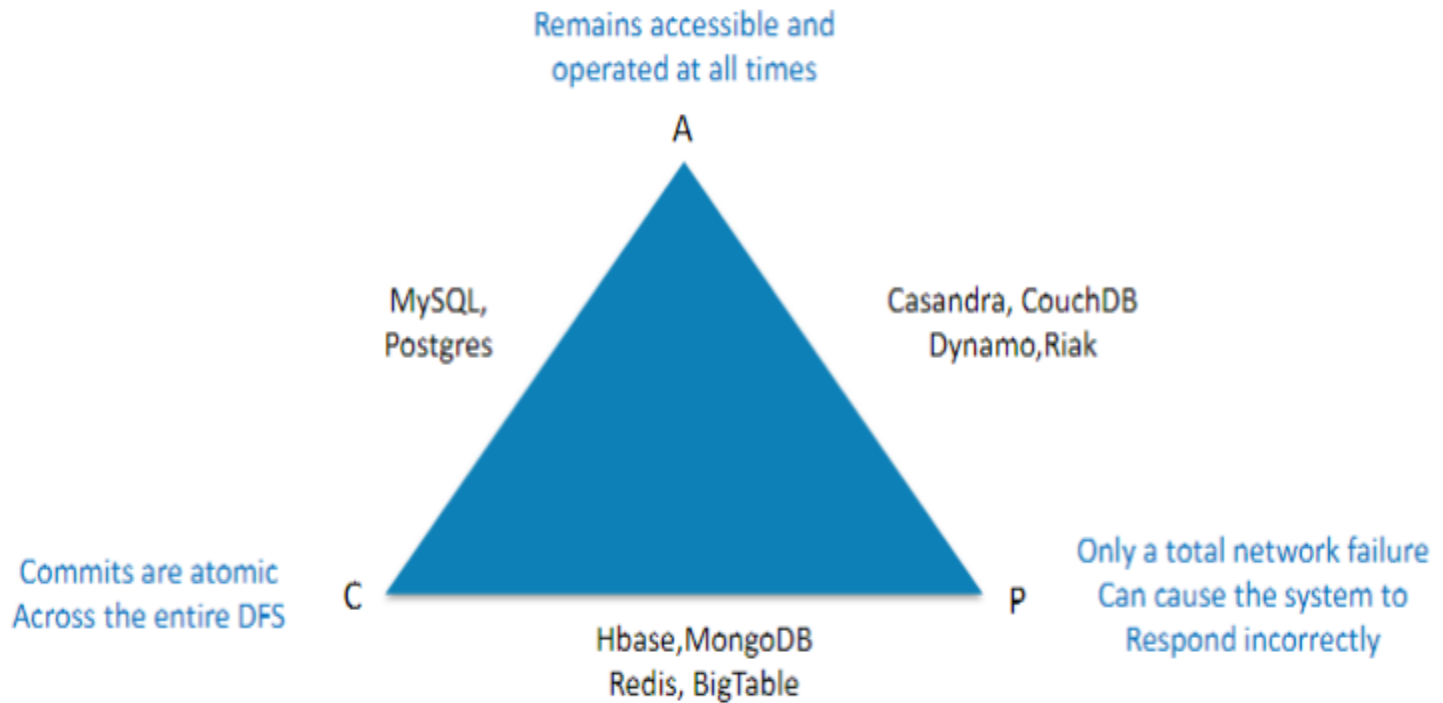 Remains accessible and
operated at all times
A
MySQL,
Postgres
Casandra, CouchDB
Dynamo,Riak
Commits are atomic
Across the entire DFS
C
P
Only a total network failure
Can cause the system to
Respond incorrectly
Hbase,MongoDB
Redis, BigTable